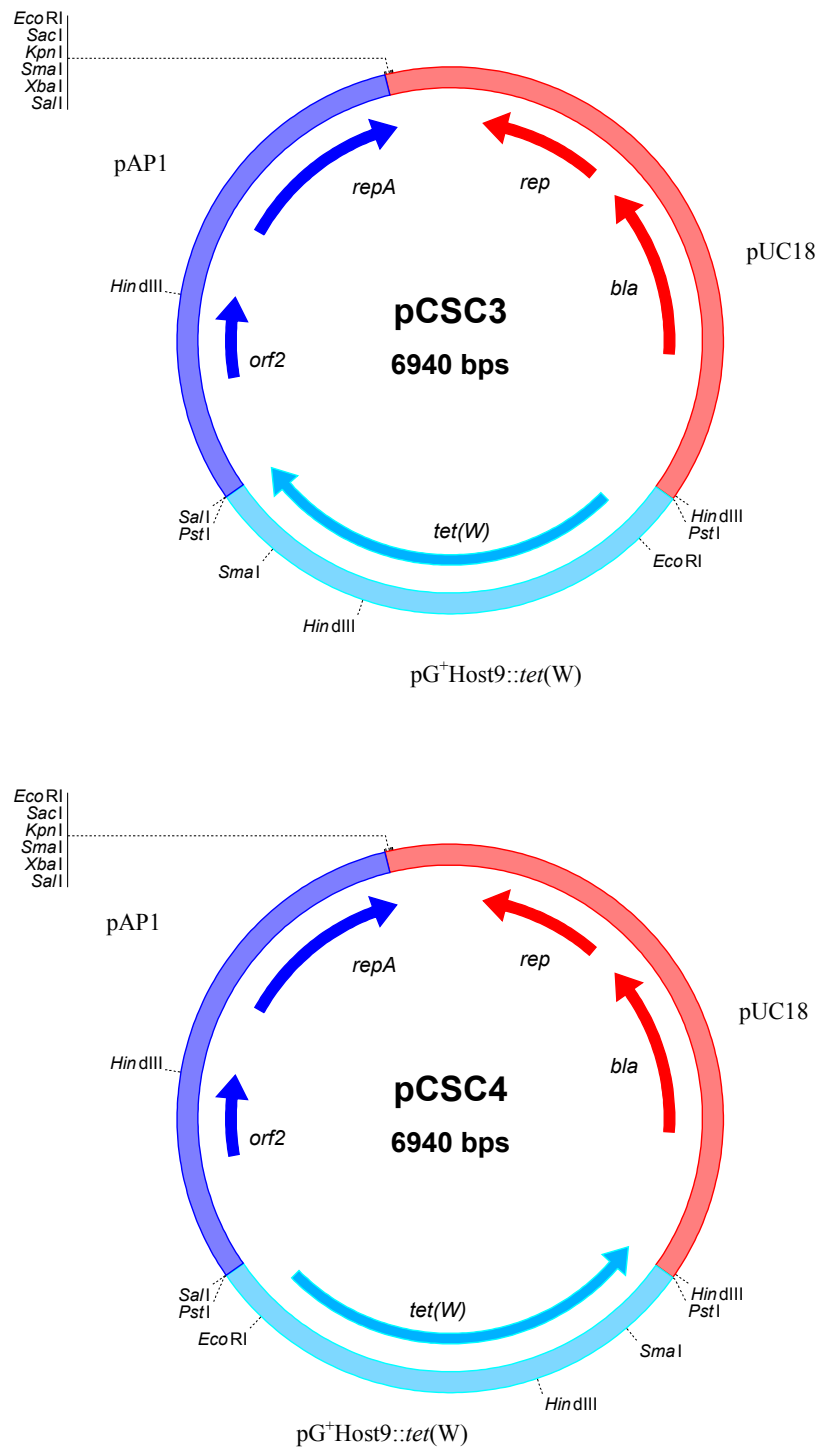 EcoRI
SacI
KpnI
SmaI
XbaI
SalI
pAP1
repA
rep
pUC18
bla
HindIII
pCSC3
6940 bps
orf2
tet(W)
SalI
PstI
SmaI
HindIII
HindIII
PstI
EcoRI
pG+Host9::tet(W)
EcoRI
SacI
KpnI
SmaI
XbaI
SalI
pAP1
repA
rep
pUC18
bla
HindIII
pCSC4
6940 bps
orf2
tet(W)
SalI
PstI
EcoRI
HindIII
PstI
SmaI
HindIII
pG+Host9::tet(W)